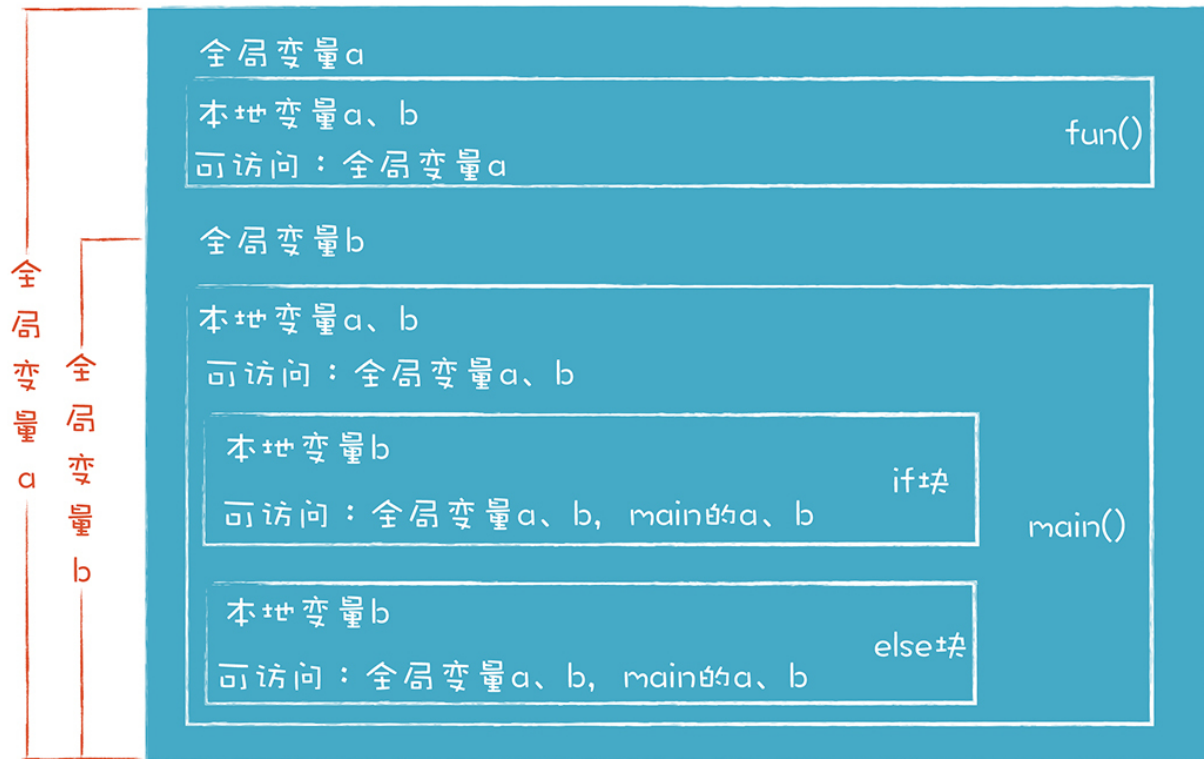 全局变量a
本地变量a、b
可访问：全局变量a
fun()
全局变量b
本地变量a、b
可访问：全局变量a、b
本地变量b
可访问：全局变量a、b, main的a、b
if块
本地变量b
可访问：全局变量a、b, main的a、b
else块
main()
全局变量a
全局变量b